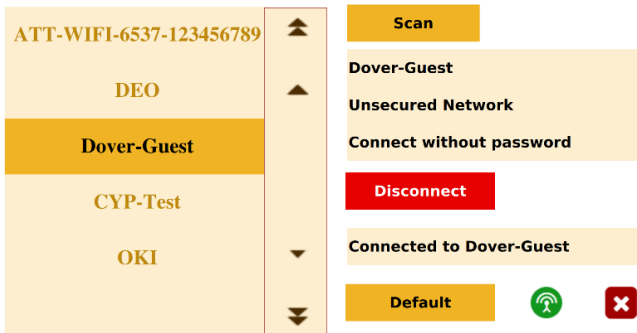 ATT-WIFI-6537-123456789
DEO
Dover-Guest
CYP-Test
OKI
Scan
Dover-Guest
Unsecured Network
Connect without password
Disconnect
Connected to Dover-Guest
Default